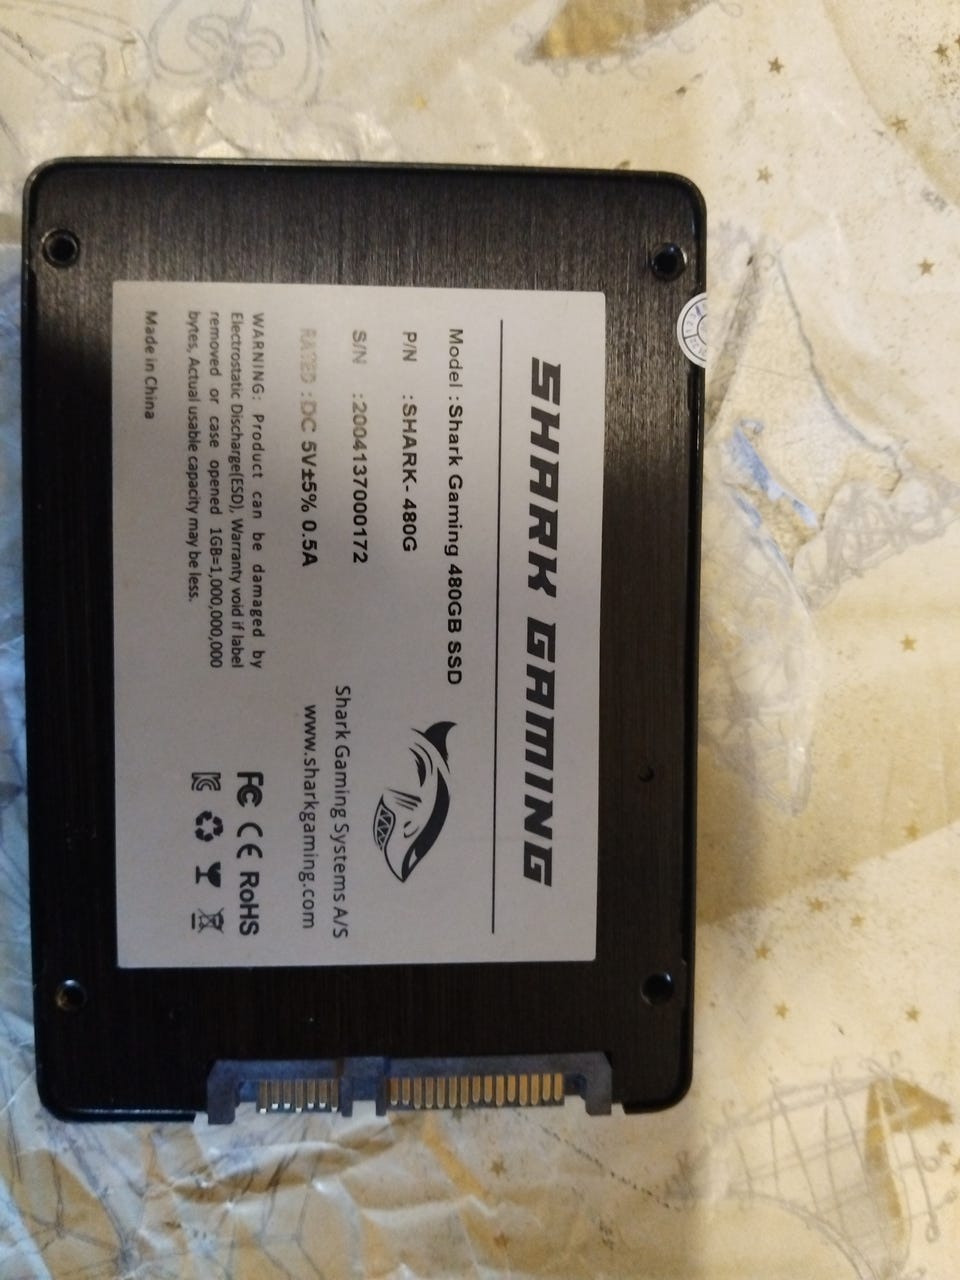 SHARK GAMING
Model : Shark Gaming 480GB SSD
P/N : SHARK- 480G
S/N : 2004137000172
RATED : DC 5V±5% 0.5A
Shark Gaming Systems A/S
www.sharkgaming.com
WARNING: Product can be damaged by
Electrostatic Discharge(ESD), Warranty void if label
removed or case opened 1GB=1,000,000,000
bytes, Actual usable capacity may be less.
FC CE RoHS
Made in China